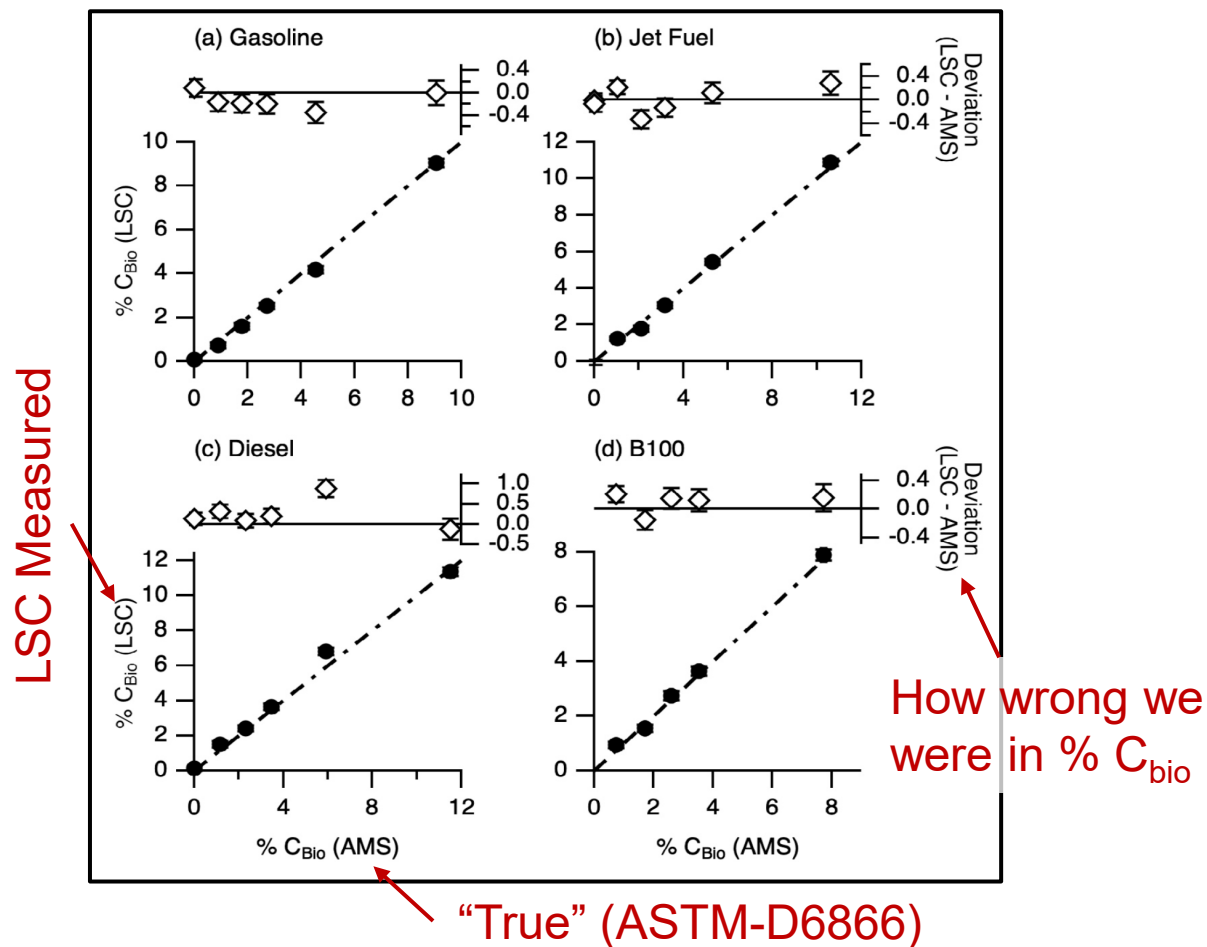 (a) Gasoline
0.4
0.0
-0.4
10
8
6
4
2
0
% C_Bio (LSC)
0 2 4 6 8 10
(b) Jet Fuel
0.4
0.0
-0.4
Deviation
(LSC - AMS)
12
10
8
6
4
2
0
0 4 8 12
(c) Diesel
1.0
0.5
0.0
-0.5
12
10
8
6
4
2
0
% C_Bio (LSC)
0 4 8 12
% C_Bio (AMS)
(d) B100
0.4
0.0
-0.4
Deviation
(LSC - AMS)
8
6
4
2
0
0 2 4 6 8
% C_Bio (AMS)
LSC Measured
How wrong we
were in % C_bio
“True” (ASTM-D6866)